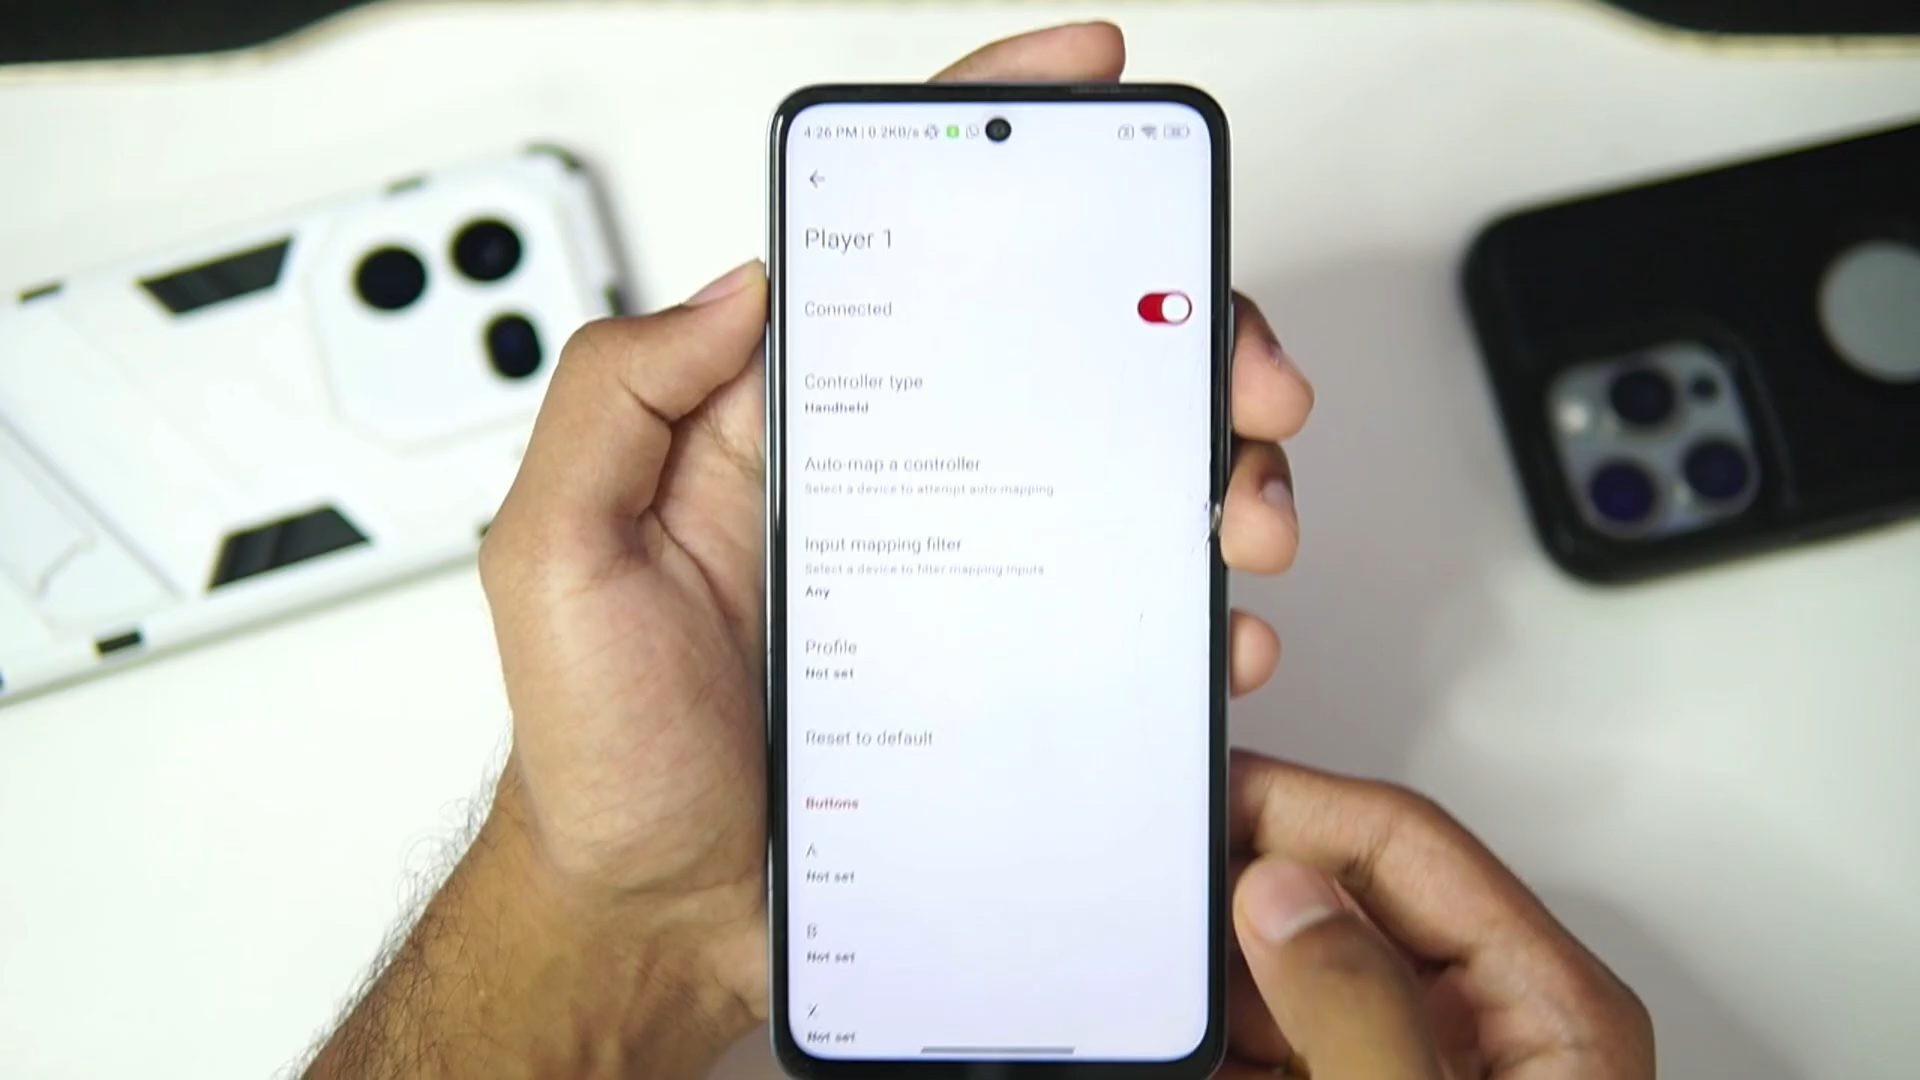 4:26 PM | 0.2KB/s
Player 1
Connected
Controller type
Handheld
Auto-map a controller
Select a device to attempt auto-mapping
Input mapping filter
Select a device to filter mapping inputs
Any
Profile
Not set
Reset to default
Buttons
A
Not set
B
Not set
X
Not set